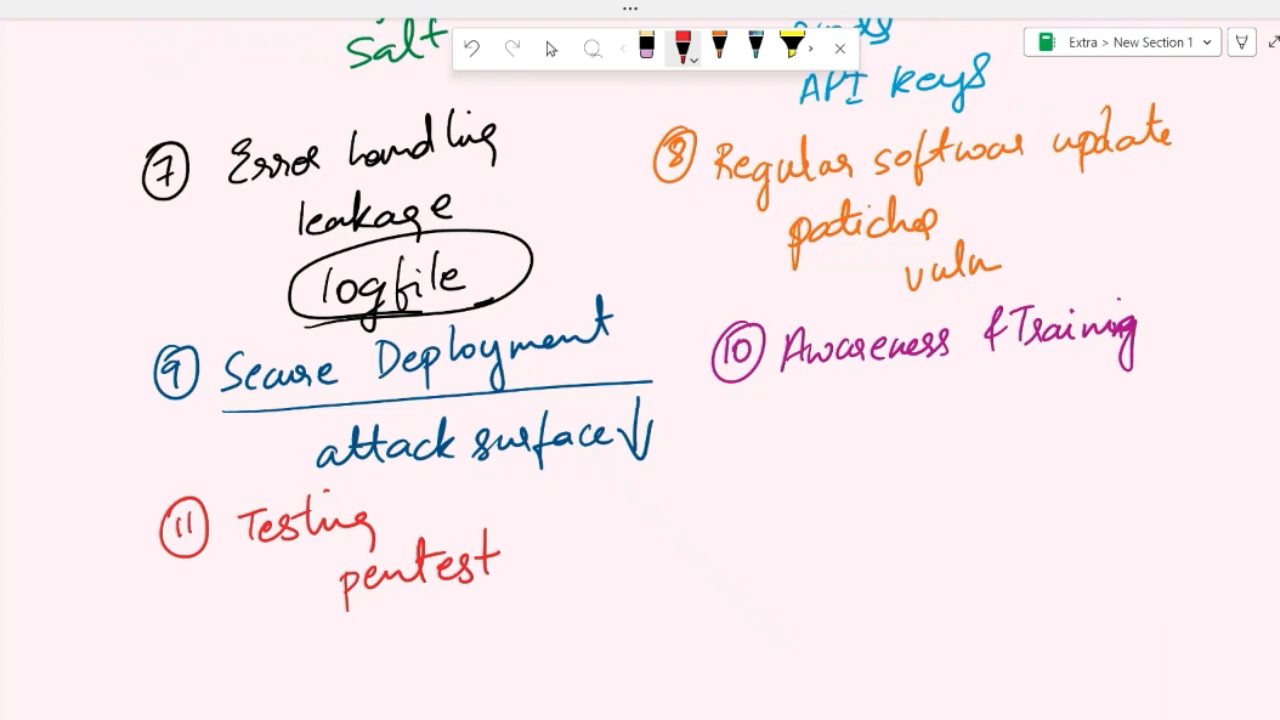 ...
salt
Extra > New Section 1
API keys
⑦ Error handling
leakage
logfile
⑧ Regular softwar update
patiches
vuln
⑨ Secure Deployment
attack surface ↓
⑩ Awareness & Training
⑪ Testing
pentest